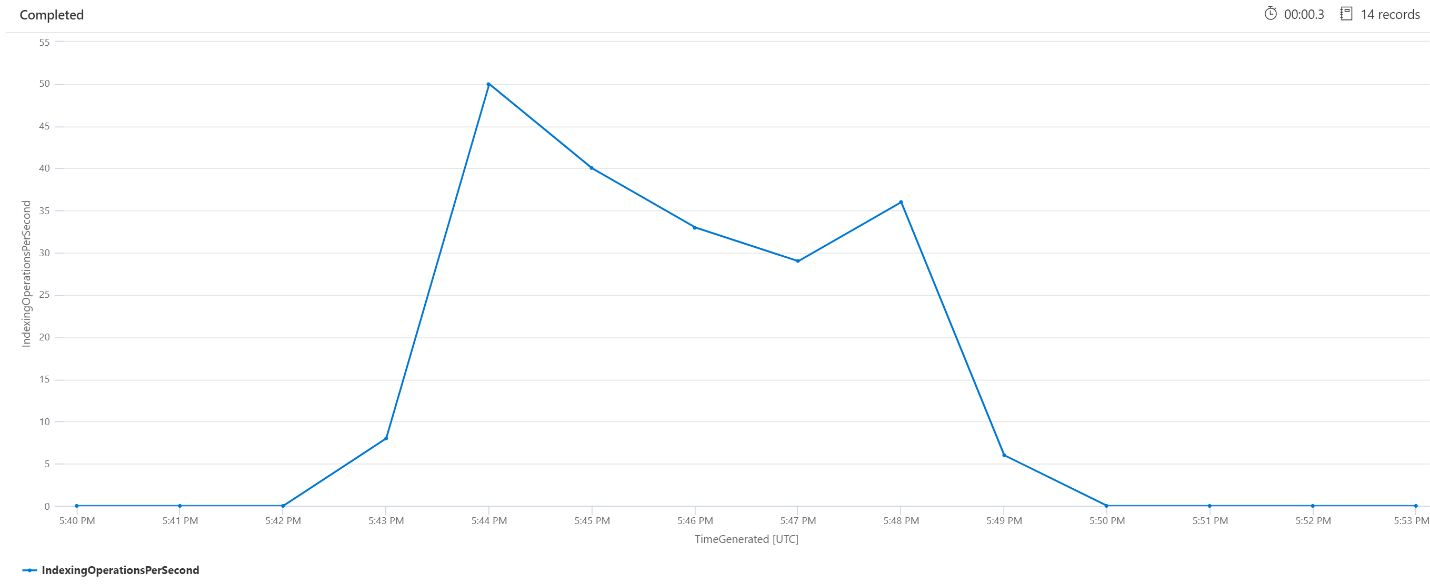 Completed
00:00.3
14 records
55
50
45
40
35
30
25
20
15
10
5
0
IndexingOperationsPerSecond
5:40 PM
5:41 PM
5:42 PM
5:43 PM
5:44 PM
5:45 PM
5:46 PM
5:47 PM
5:48 PM
5:49 PM
5:50 PM
5:51 PM
5:52 PM
5:53 PM
TimeGenerated [UTC]
IndexingOperationsPerSecond